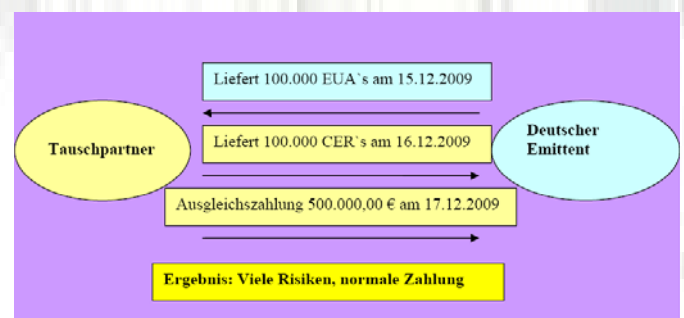 Liefert 100.000 EUA`s am 15.12.2009
Tauschpartner
Liefert 100.000 CER`s am 16.12.2009
Deutscher
Emittent
Ausgleichszahlung 500.000,00 € am 17.12.2009
Ergebnis: Viele Risiken, normale Zahlung